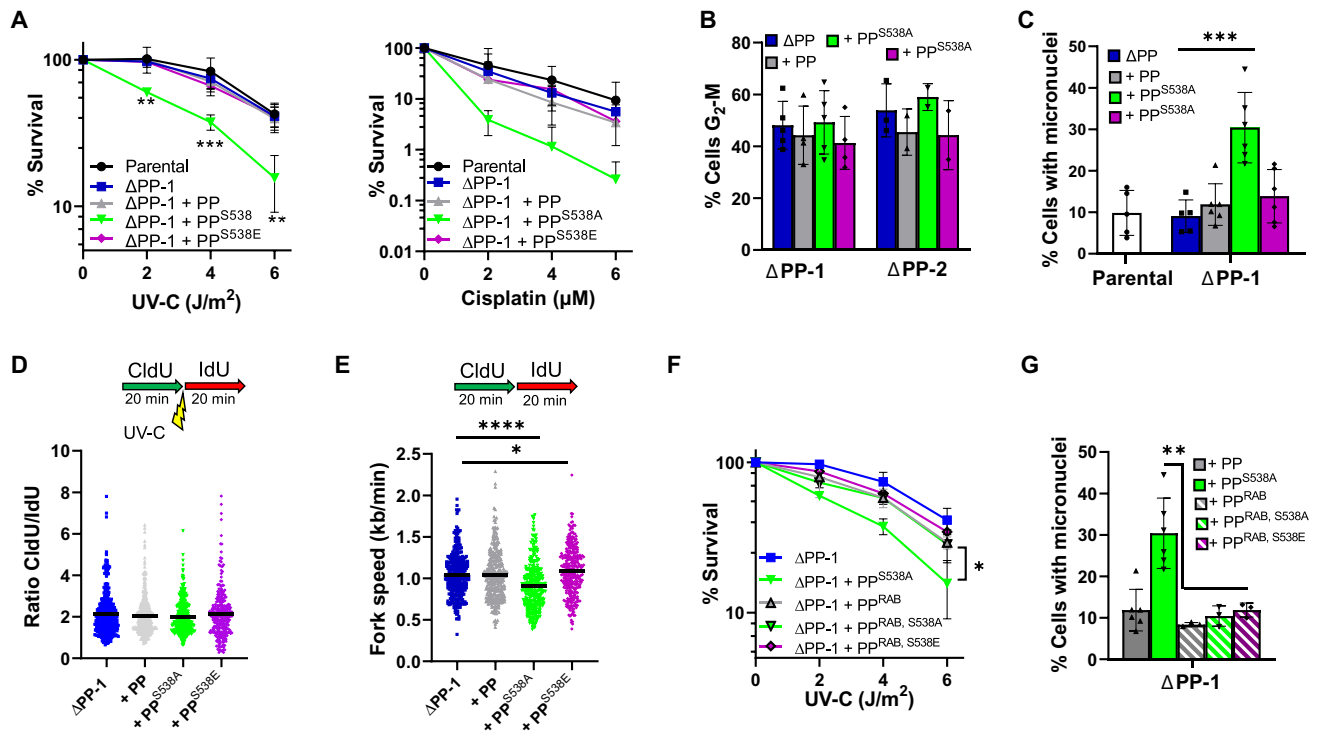 A
% Survival
100
10
0
2
4
6
UV-C (J/m²)
**
***
**
Parental
ΔPP-1
ΔPP-1 + PP
ΔPP-1 + PP^S538
ΔPP-1 + PP^S538E
% Survival
100
10
1
0.1
0.01
0
2
4
6
Cisplatin (µM)
Parental
ΔPP-1
ΔPP-1 + PP
ΔPP-1 + PP^S538A
ΔPP-1 + PP^S538E
B
% Cells G₂-M
80
60
40
20
0
ΔPP
+ PP^S538A
+ PP
+ PP^S538A
ΔPP-1
ΔPP-2
C
% Cells with micronuclei
50
40
30
20
10
0
***
ΔPP
+ PP
+ PP^S538A
+ PP^S538A
Parental
ΔPP-1
D
CldU
IdU
20 min
20 min
UV-C
Ratio CldU/IdU
10
8
6
4
2
0
ΔPP-1
+ PP
+ PP^S538A
+ PP^S538E
E
CldU
IdU
20 min
20 min
****
*
Fork speed (kb/min)
2.5
2.0
1.5
1.0
0.5
0.0
ΔPP-1
+ PP
+ PP^S538A
+ PP^S538E
F
% Survival
100
10
0
2
4
6
UV-C (J/m²)
*
ΔPP-1
ΔPP-1 + PP^S538A
ΔPP-1 + PP^RAB
ΔPP-1 + PP^RAB, S538A
ΔPP-1 + PP^RAB, S538E
G
% Cells with micronuclei
50
40
30
20
10
0
**
+ PP
+ PP^S538A
+ PP^RAB
+ PP^RAB, S538A
+ PP^RAB, S538E
ΔPP-1